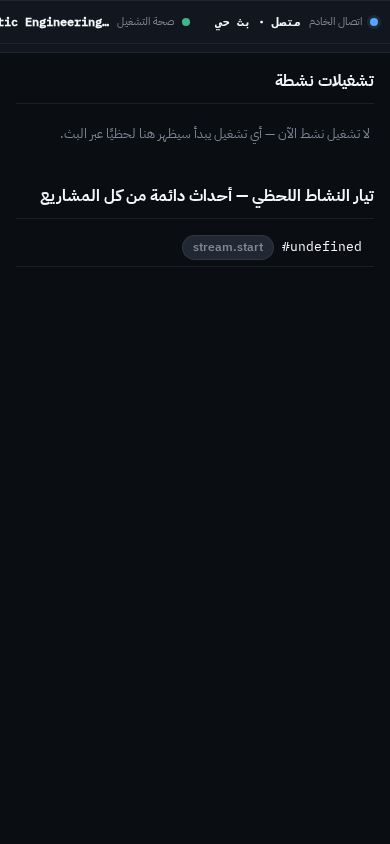 اتصال الخادم متصل · بث حي صحة التشغيل tic Engineering…
تشغيلات نشطة
لا تشغيل نشط الآن — أي تشغيل يبدأ سيظهر هنا لحظيًا عبر البث.
تيار النشاط اللحظي — أحداث دائمة من كل المشاريع
#undefined stream.start